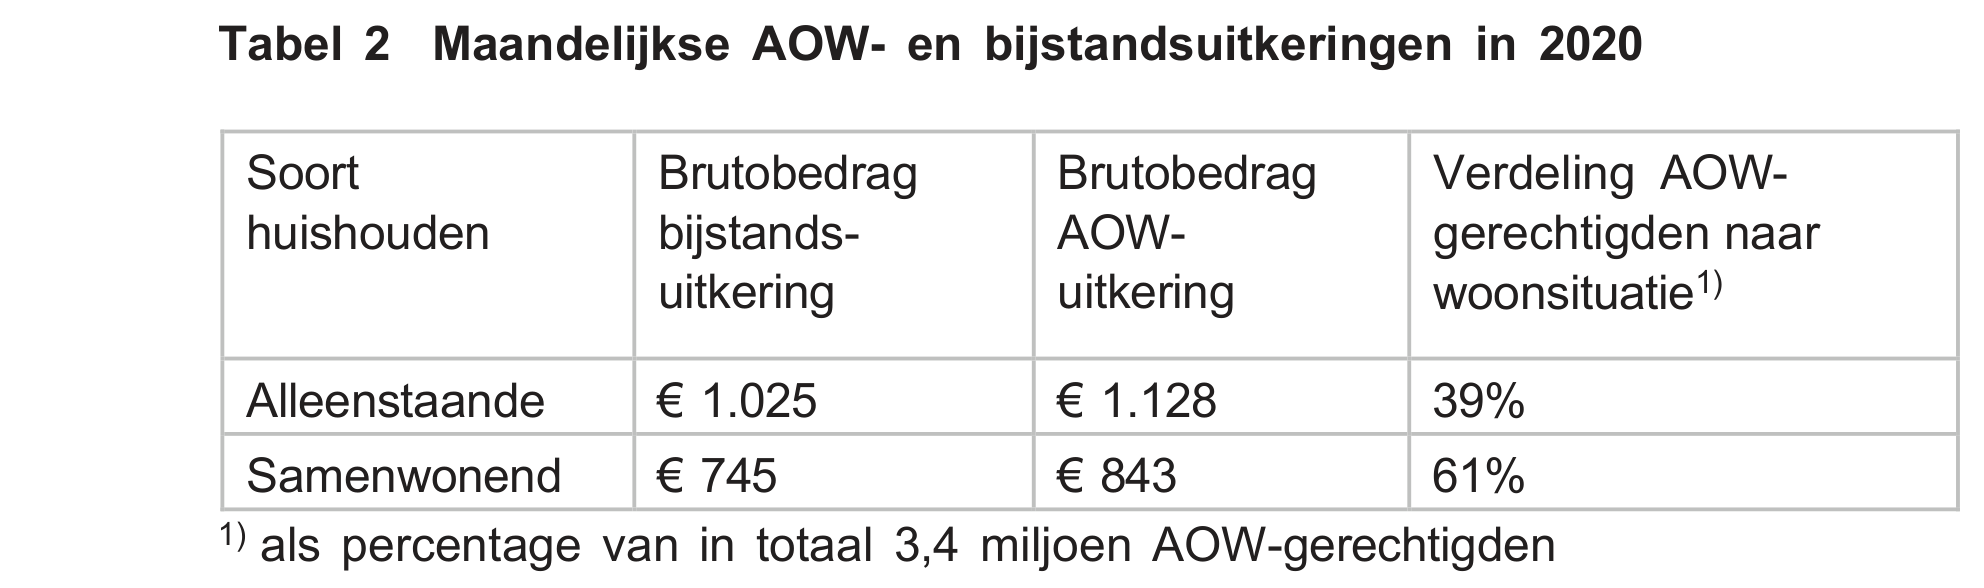 Tabel 2 Maandelijkse AOW- en bijstandsuitkeringen in 2020
Soort
huishouden
Brutobedrag
bijstands-
uitkering
Brutobedrag
AOW-
uitkering
Verdeling AOW-
gerechtigden naar
woonsituatie1)
Alleenstaande € 1.025 € 1.128 39%
Samenwonend € 745 € 843 61%
1) als percentage van in totaal 3,4 miljoen AOW-gerechtigden